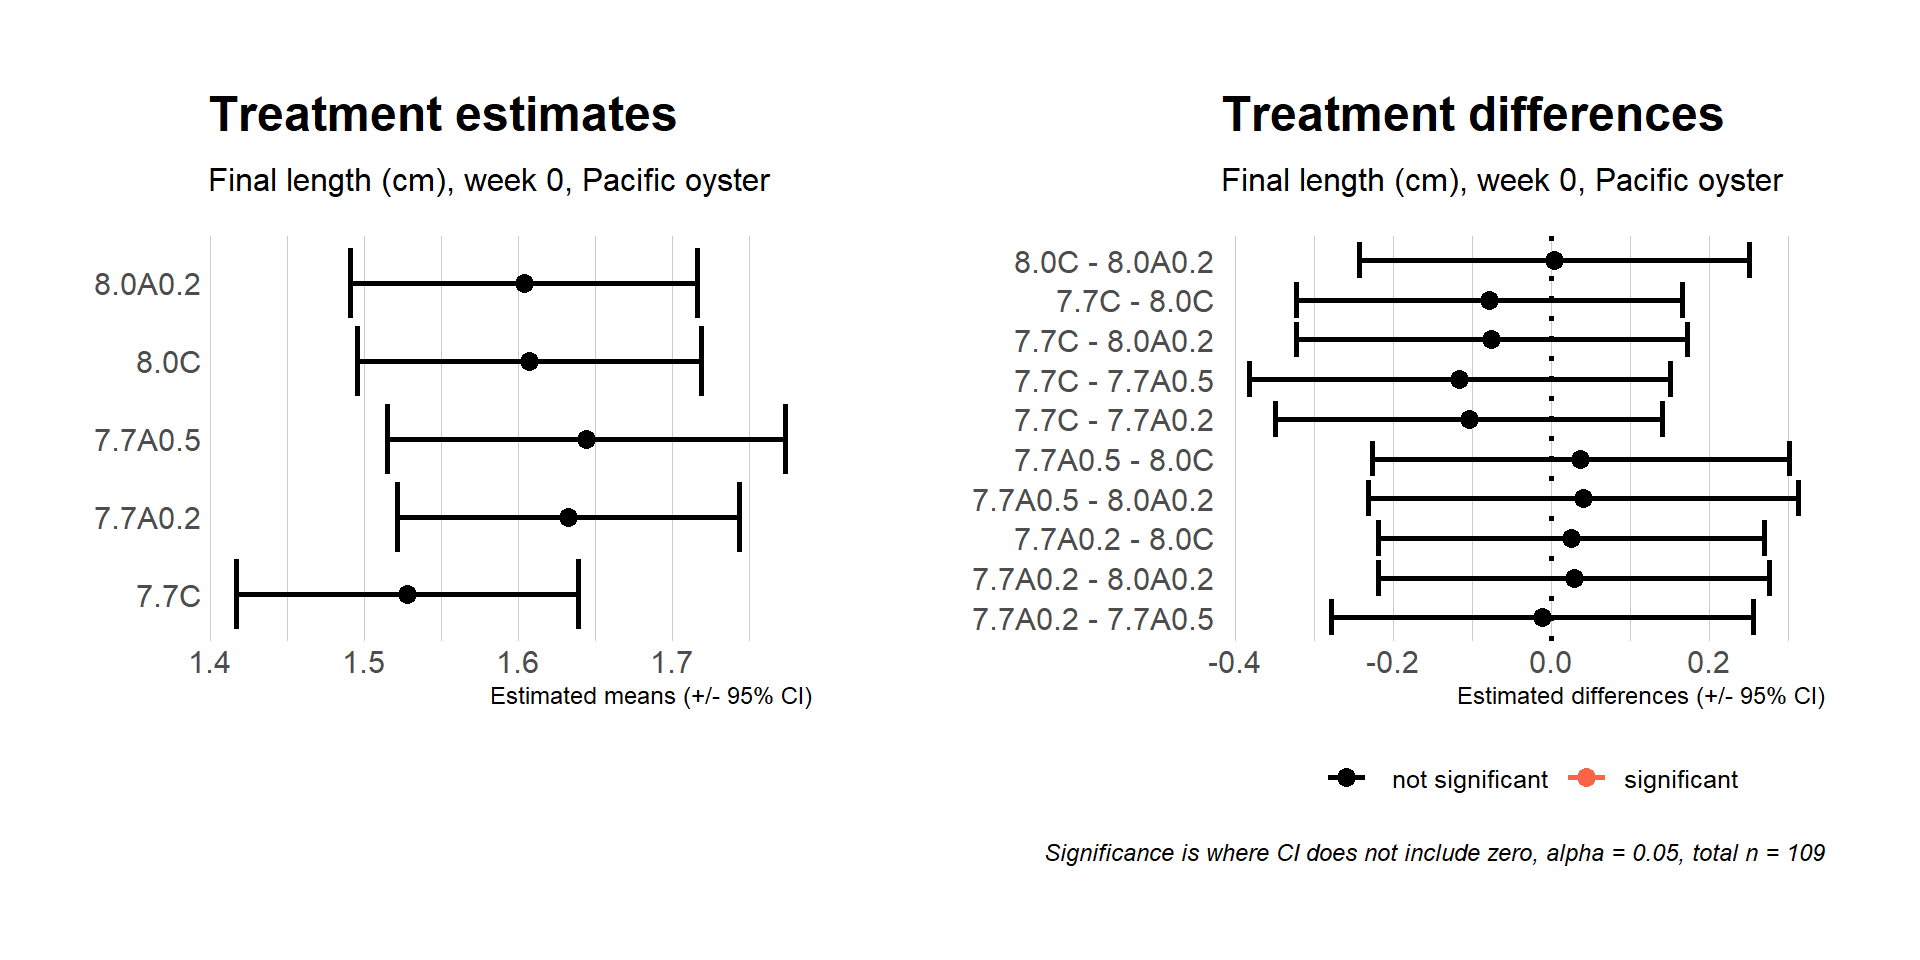 Treatment estimates
Final length (cm), week 0, Pacific oyster
8.0A0.2
8.0C
7.7A0.5
7.7A0.2
7.7C
1.4 1.5 1.6 1.7
Estimated means (+/- 95% CI)
Treatment differences
Final length (cm), week 0, Pacific oyster
8.0C - 8.0A0.2
7.7C - 8.0C
7.7C - 8.0A0.2
7.7C - 7.7A0.5
7.7C - 7.7A0.2
7.7A0.5 - 8.0C
7.7A0.5 - 8.0A0.2
7.7A0.2 - 8.0C
7.7A0.2 - 8.0A0.2
7.7A0.2 - 7.7A0.5
-0.4 -0.2 0.0 0.2
Estimated differences (+/- 95% CI)
not significant significant
Significance is where CI does not include zero, alpha = 0.05, total n = 109